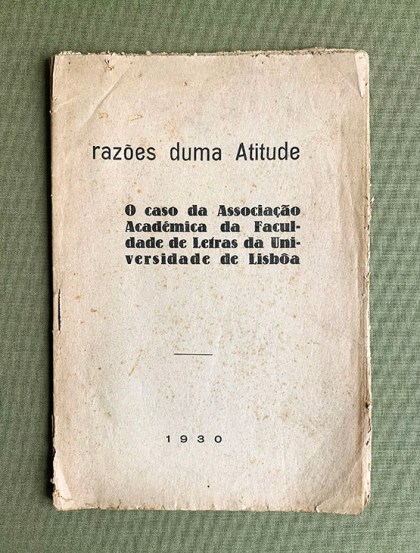 razões duma Atitude
O caso da Associação
Académica da Facul-
dade de Letras da Uni-
versidade de Lisbôa
1930